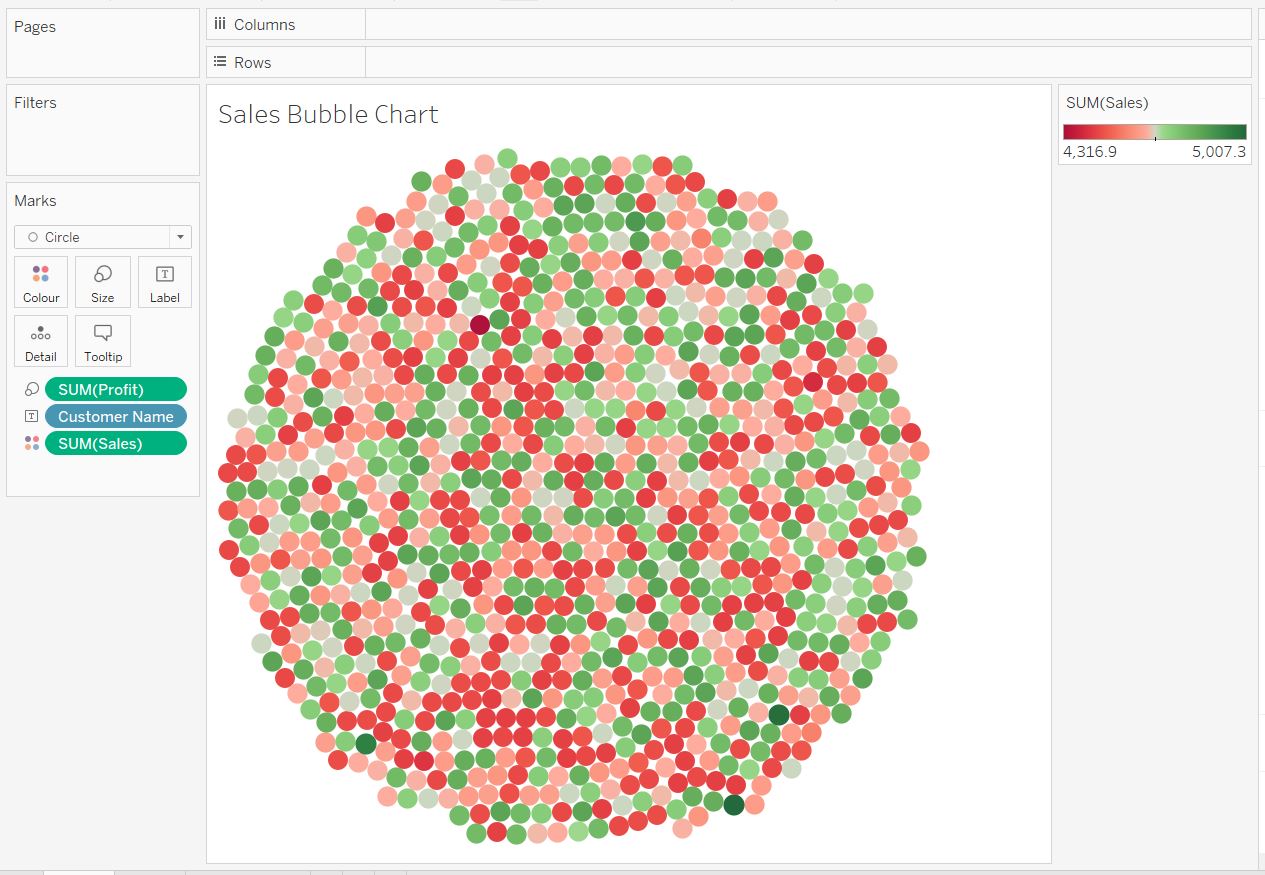 Pages
Columns
Rows
Filters
Marks
Circle
Colour
Size
Label
T
Detail
Tooltip
SUM(Profit)
T
Customer Name
SUM(Sales)
Sales Bubble Chart
SUM(Sales)
4,316.9
5,007.3